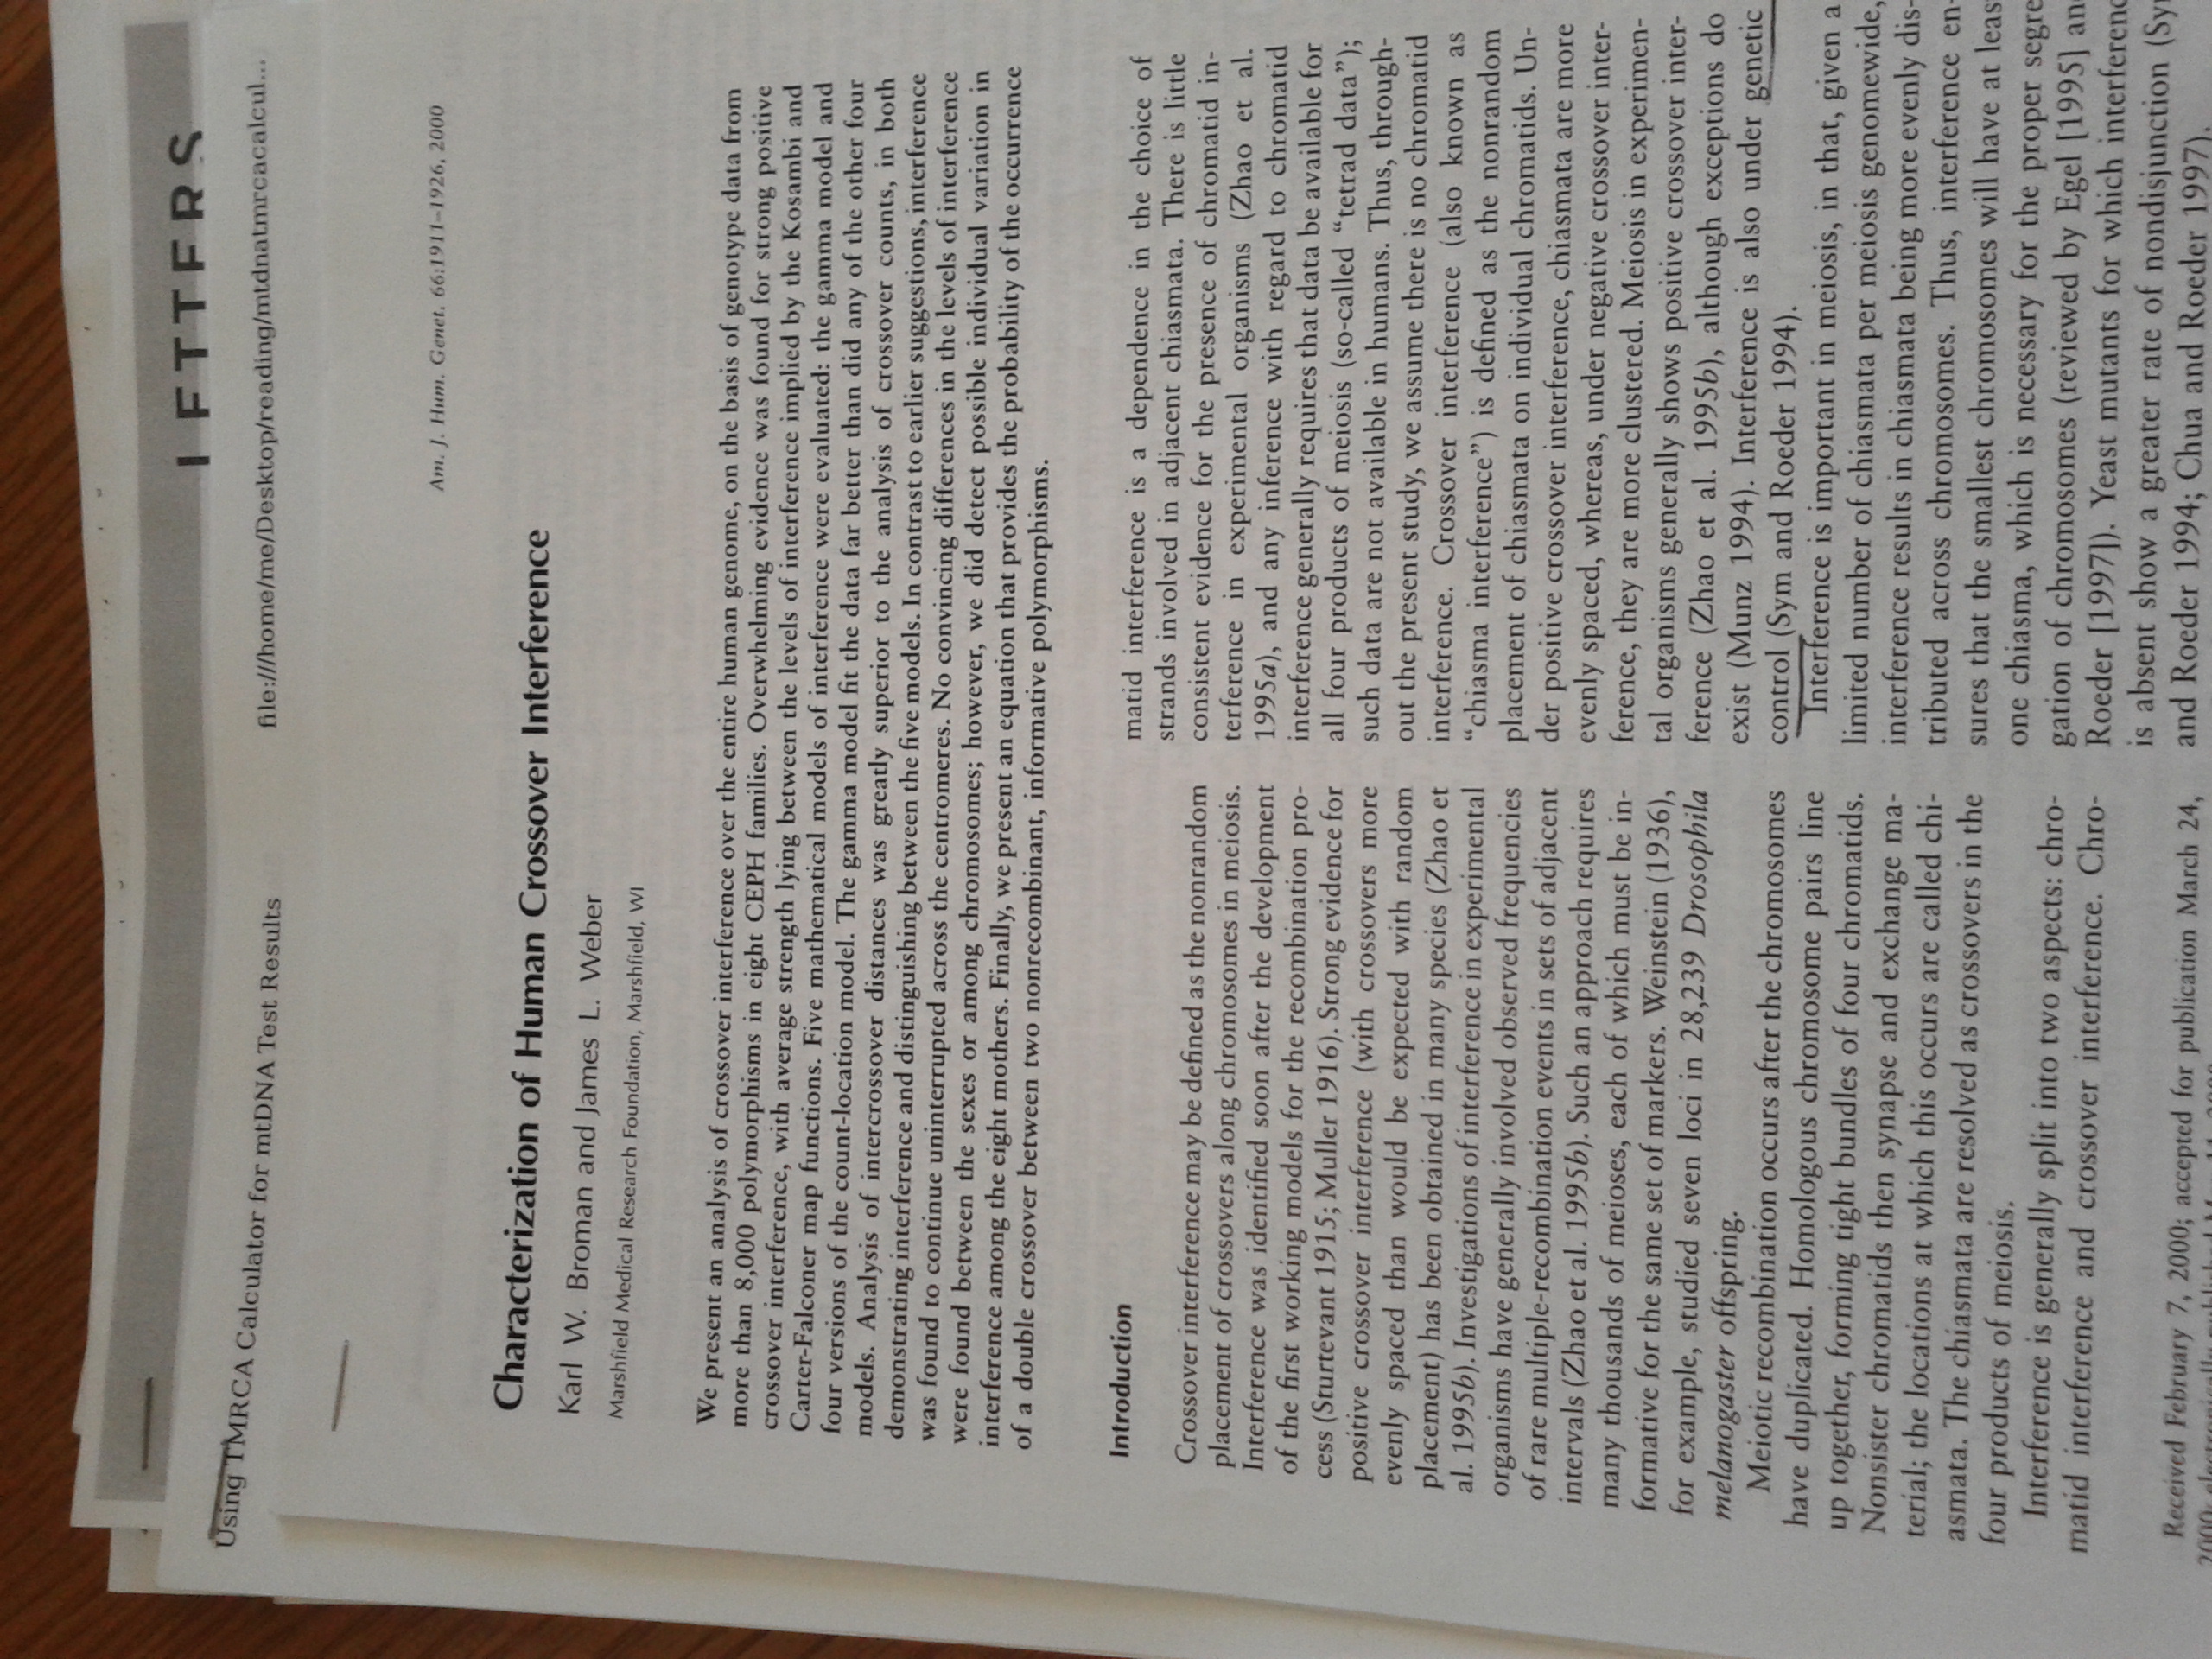 LETTERS
Using TMRCA Calculator for mtDNA Test Results
file:///home/me/Desktop/reading/mtdnatmrcacalcul...
Am. J. Hum. Genet. 66:1911–1926, 2000
Characterization of Human Crossover Interference
Karl W. Broman and James L. Weber
Marshfield Medical Research Foundation, Marshfield, WI
We present an analysis of crossover interference over the entire human genome, on the basis of genotype data from
more than 8,000 polymorphisms in eight CEPH families. Overwhelming evidence was found for strong positive
crossover interference, with average strength lying between the levels of interference implied by the Kosambi and
Carter-Falconer map functions. Five mathematical models of interference were evaluated: the gamma model and
four versions of the count-location model. The gamma model fit the data far better than did any of the other four
models. Analysis of intercrossover distances was greatly superior to the analysis of crossover counts, in both
demonstrating interference and distinguishing between the five models. In contrast to earlier suggestions, interference
was found to continue uninterrupted across the centromeres. No convincing differences in the levels of interference
were found between the sexes or among chromosomes; however, we did detect possible individual variation in
interference among the eight mothers. Finally, we present an equation that provides the probability of the occurrence
of a double crossover between two nonrecombinant, informative polymorphisms.
Introduction
Crossover interference may be defined as the nonrandom
placement of crossovers along chromosomes in meiosis.
Interference was identified soon after the development
of the first working models for the recombination pro-
cess (Sturtevant 1915; Muller 1916). Strong evidence for
positive crossover interference (with crossovers more
evenly spaced than would be expected with random
placement) has been obtained in many species (Zhao et
al. 1995b). Investigations of interference in experimental
organisms have generally involved observed frequencies
of rare multiple-recombination events in sets of adjacent
intervals (Zhao et al. 1995b). Such an approach requires
many thousands of meioses, each of which must be in-
formative for the same set of markers. Weinstein (1936),
for example, studied seven loci in 28,239 Drosophila
melanogaster offspring.
Meiotic recombination occurs after the chromosomes
have duplicated. Homologous chromosome pairs line
up together, forming tight bundles of four chromatids.
Nonsister chromatids then synapse and exchange ma-
terial; the locations at which this occurs are called chi-
asmata. The chiasmata are resolved as crossovers in the
four products of meiosis.
Interference is generally split into two aspects: chro-
matid interference and crossover interference. Chro-
Received February 7, 2000; accepted for publication March 24,
matid interference is a dependence in the choice of
strands involved in adjacent chiasmata. There is little
consistent evidence for the presence of chromatid in-
terference in experimental organisms (Zhao et al.
1995a), and any inference with regard to chromatid
interference generally requires that data be available for
all four products of meiosis (so-called “tetrad data”);
such data are not available in humans. Thus, through-
out the present study, we assume there is no chromatid
interference. Crossover interference (also known as
“chiasma interference”) is defined as the nonrandom
placement of chiasmata on individual chromatids. Un-
der positive crossover interference, chiasmata are more
evenly spaced, whereas, under negative crossover inter-
ference, they are more clustered. Meiosis in experimen-
tal organisms generally shows positive crossover inter-
ference (Zhao et al. 1995b), although exceptions do
exist (Munz 1994). Interference is also under genetic
control (Sym and Roeder 1994).
Interference is important in meiosis, in that, given a
limited number of chiasmata per meiosis genomewide,
interference results in chiasmata being more evenly dis-
tributed across chromosomes. Thus, interference en-
sures that the smallest chromosomes will have at leas
one chiasma, which is necessary for the proper segre
gation of chromosomes (reviewed by Egel [1995] an
Roeder [1997]). Yeast mutants for which interferenc
is absent show a greater rate of nondisjunction (Sy
and Roeder 1994; Chua and Roeder 1997).